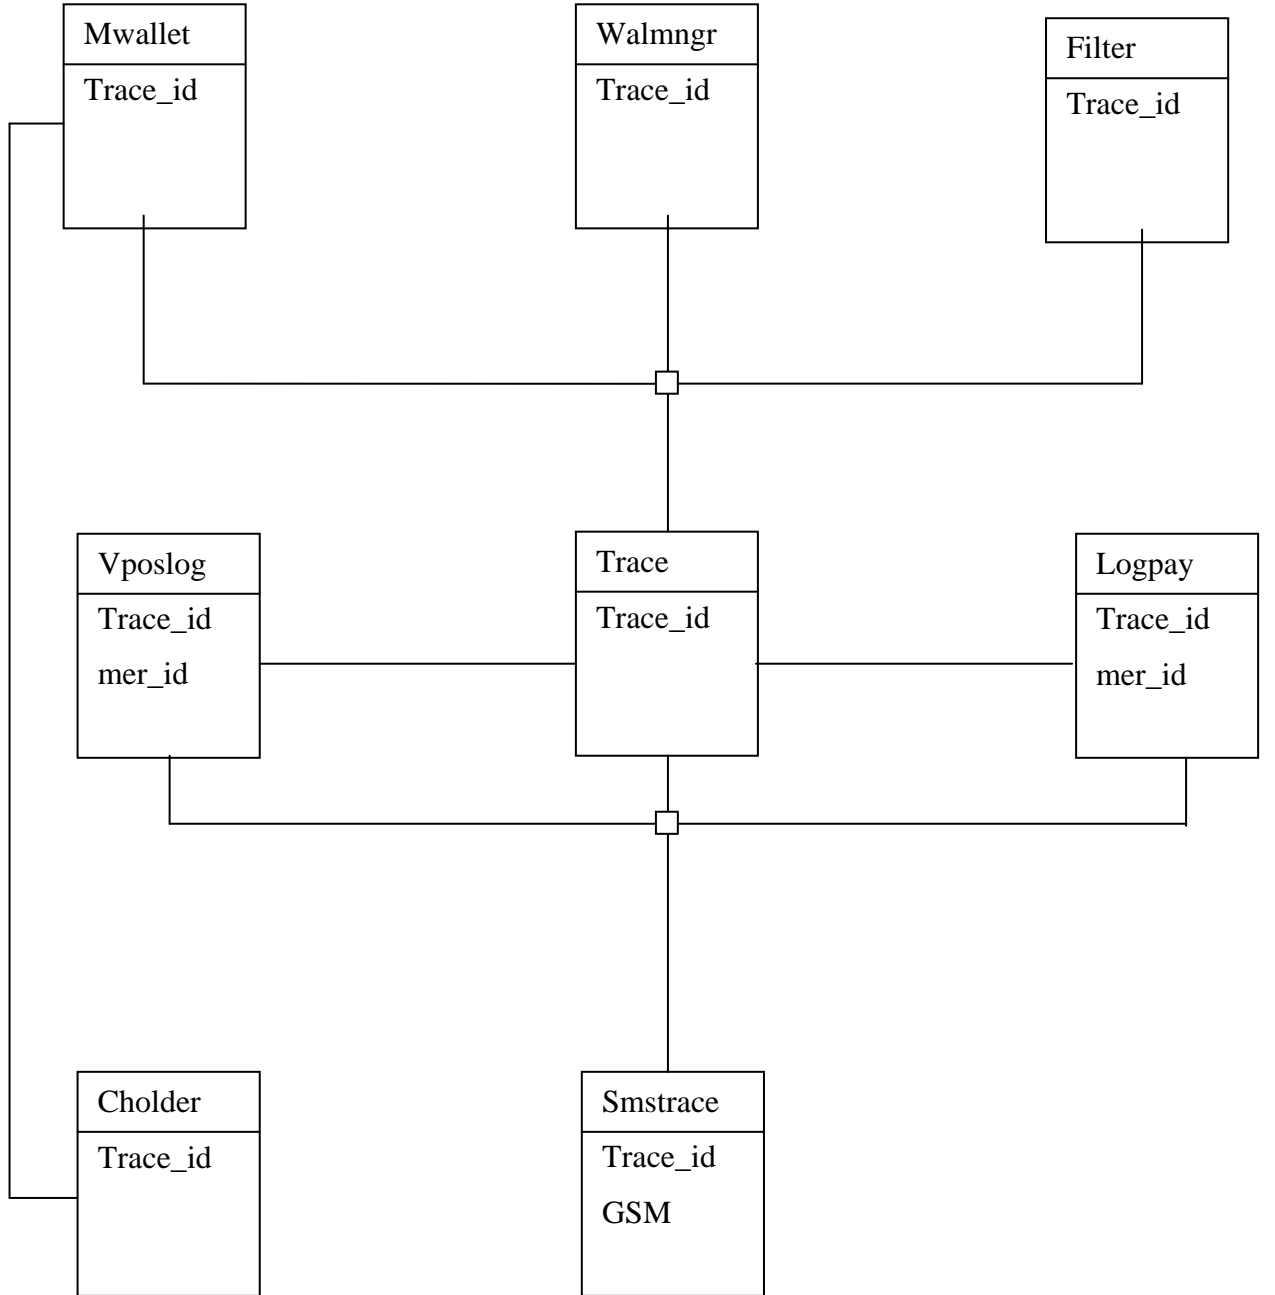 Mwallet
Trace_id
Walmngr
Trace_id
Filter
Trace_id
Vposlog
Trace_id
mer_id
Trace
Trace_id
Logpay
Trace_id
mer_id
Cholder
Trace_id
Smstrace
Trace_id
GSM